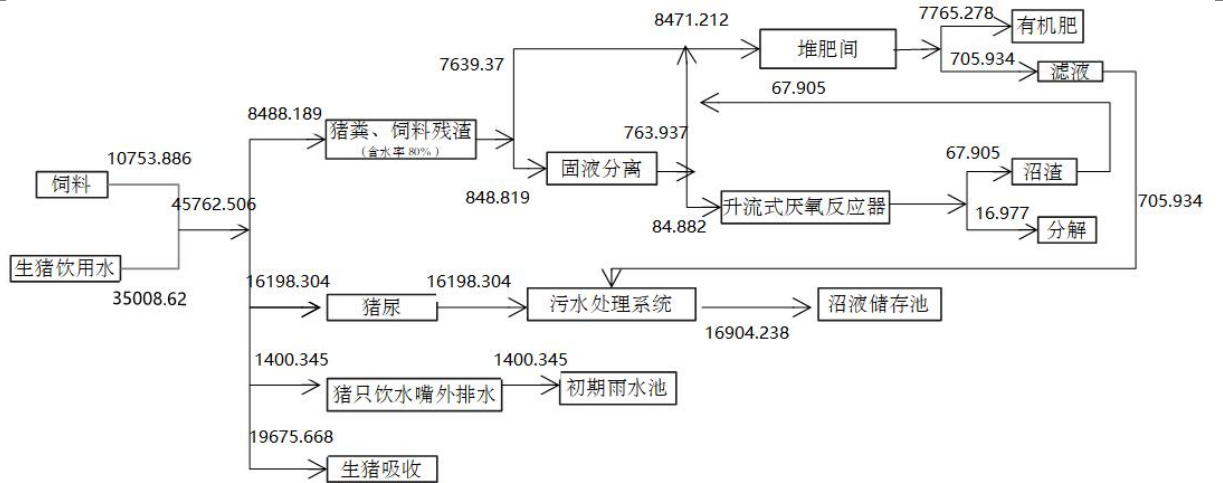 7765.278
8471.212
有机肥
堆肥间
705.934
滤液
7639.37
67.905
8488.189
猪粪、饲料残渣
(含水率80%)
763.937
10753.886
固液分离
67.905
沼渣
饲料
848.819
45762.506
升流式厌氧反应器
16.977
705.934
84.882
分解
生猪饮用水
35008.62
16198.304
16198.304
猪尿
污水处理系统
沼液储存池
16904.238
1400.345
1400.345
猪只饮水嘴外排水
初期雨水池
19675.668
生猪吸收